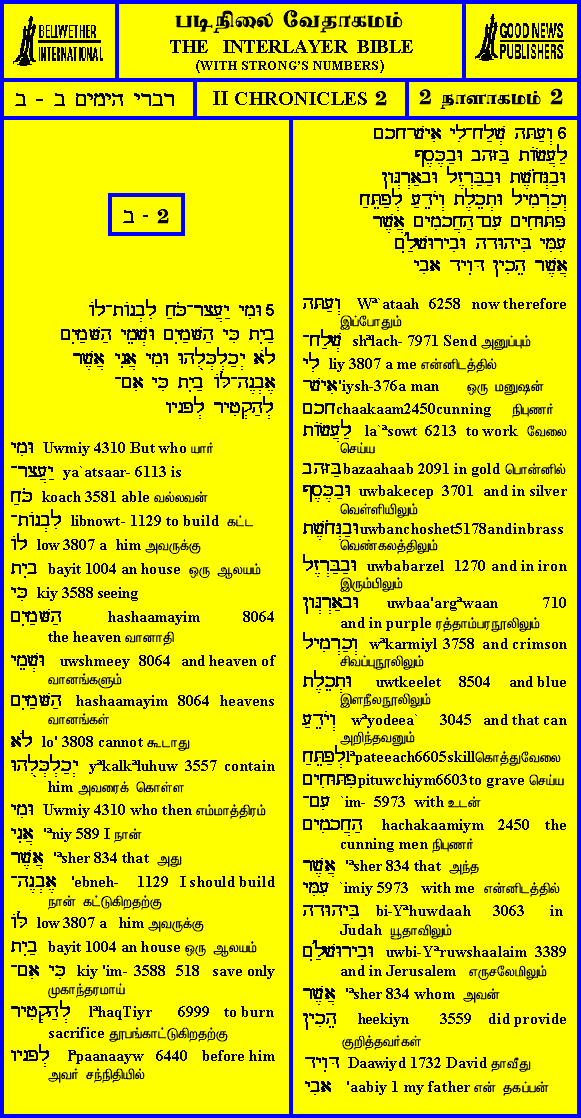 BELLWETHER
INTERNATIONAL
படிநிலை வேதாகமம்
THE INTERLAYER BIBLE
(WITH STRONG'S NUMBERS)
GOOD NEWS
PUBLISHERS
דברי הימים ב - ב
II CHRONICLES 2
2 நாளாகமம் 2
ב - 2
5 וּמִי יַעֲצָר־כֹּחַ לִבְנוֹת־לוֹ
בַיִת כִּי הַשָּׁמַיִם וּשְׁמֵי הַשָּׁמַיִם
לֹא יְכַלְכְּלֻהוּ וּמִי אֲנִי אֲשֶׁר
אֶבְנֶה־לּוֹ בַיִת כִּי אִם־
לְהַקְטִיר לְפָנָיו
וּמִי Uwmiy 4310 But who யார்
יַעֲצָר־ ya`atsaar- 6113 is
כֹּחַ koach 3581 able வல்லவன்
לִבְנוֹת־ libnowt- 1129 to build கட்ட
לוֹ low 3807 a him அவருக்கு
בַיִת bayit 1004 an house ஒரு ஆலயம்
כִּי kiy 3588 seeing
הַשָּׁמַיִם hashaamayim 8064
the heaven வானாதி
וּשְׁמֵי uwshmeey 8064 and heaven of
வானங்களும்
הַשָּׁמַיִם hashaamayim 8064 heavens
வானங்கள்
לֹא lo' 3808 cannot கூடாது
יְכַלְכְּלֻהוּ yªkalkªluhuw 3557 contain
him அவரைக் கொள்ள
וּמִי Uwmiy 4310 who then எம்மாத்திரம்
אֲנִי 'ªniy 589 I நான்
אֲשֶׁר 'ªsher 834 that அது
אֶבְנֶה־ 'ebneh- 1129 I should build
நான் கட்டுகிறதற்கு
לּוֹ low 3807 a him அவருக்கு
בַיִת bayit 1004 an house ஒரு ஆலயம்
כִּי אִם־ kiy 'im- 3588 518 save only
முகாந்தரமாய்
לְהַקְטִיר lªhaqTiyr 6999 to burn
sacrifice தூபங்காட்டுகிறதற்கு
לְפָנָיו lªpaanaayw 6440 before him
அவர் சந்நிதியில்
6 וְעַתָּה שְׁלַח־לִי אִישׁ־חָכָם
לַעֲשׂוֹת בַּזָּהָב וּבַכֶּסֶף
וּבַנְּחֹשֶׁת וּבַבַּרְזֶל וּבָאַרְגְּוָן
וְכַרְמִיל וּתְכֵלֶת וְיֹדֵעַ לְפַתֵּחַ
פִּתּוּחִים עִם־הַחֲכָמִים אֲשֶׁר
עִמִּי בִּיהוּדָה וּבִירוּשָׁלִַם
אֲשֶׁר הֵכִין דָּוִיד אָבִי
וְעַתָּה Wª`ataah 6258 now therefore
இப்போதும்
שְׁלַח־ shªlach- 7971 Send அனுப்பும்
לִי liy 3807 a me என்னிடத்தில்
אִישׁ־ 'iysh-376a man ஒரு மனுஷன்
חָכָם chaakaam2450cunning நிபுணர்
לַעֲשׂוֹת la`ªsowt 6213 to work வேலை
செய்ய
בַּזָּהָב bazaahaab 2091 in gold பொன்னில்
וּבַכֶּסֶף uwbakecep 3701 and in silver
வெள்ளியிலும்
וּבַנְּחֹשֶׁת uwbanchoshet5178andinbrass
வெண்கலத்திலும்
וּבַבַּרְזֶל uwbabarzel 1270 and in iron
இரும்பிலும்
וּבָאַרְגְּוָן uwbaa'argªwaan 710
and in purple ரத்தாம்பரநூலிலும்
וְכַרְמִיל wªkarmiyl 3758 and crimson
சிவப்புநூலிலும்
וּתְכֵלֶת uwtkeelet 8504 and blue
இளநீலநூலிலும்
וְיֹדֵעַ wªyodeea` 3045 and that can
அறிந்தவனும்
לְפַתֵּחַ lªpateeach6605skillகொத்துவேலை
פִּתּוּחִים pituwchiym6603to grave செய்ய
עִם־ `im- 5973 with உடன்
הַחֲכָמִים hachakaamiym 2450 the
cunning men நிபுணர்
אֲשֶׁר 'ªsher 834 that அந்த
עִמִּי `imiy 5973 with me என்னிடத்தில்
בִּיהוּדָה bi-Yªhuwdaah 3063 in
Judah யூதாவிலும்
וּבִירוּשָׁלִַם uwbi-Yªruwshaalaim 3389
and in Jerusalem எருசலேமிலும்
אֲשֶׁר 'ªsher 834 whom அவன்
הֵכִין heekiyn 3559 did provide
குறித்தவர்கள்
דָּוִיד Daawiyd 1732 David தாவீது
אָבִי 'aabiy 1 my father என் தகப்பன்